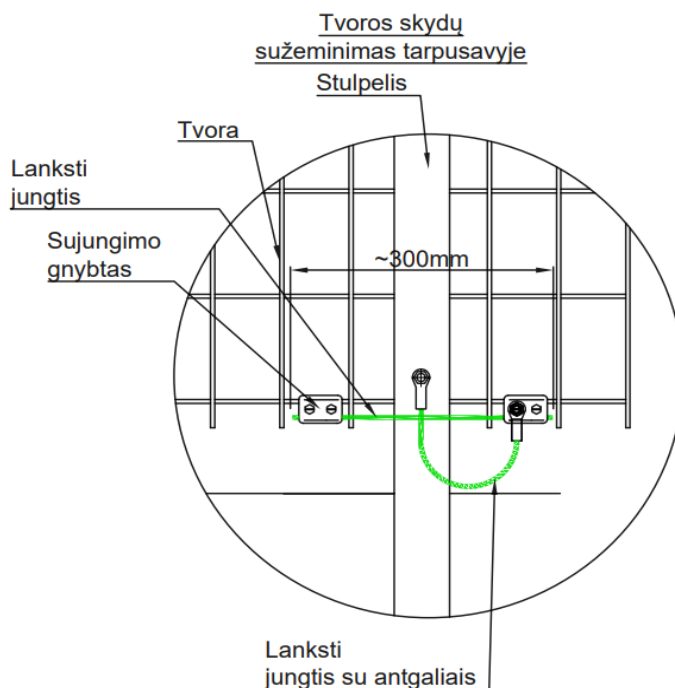 Tvoros skydų
sužeminimas tarpusavyje
Stulpelis
Tvora
Lanksti
jungtis
Sujungimo
gnybtas
~300mm
Lanksti
jungtis su antgaliais